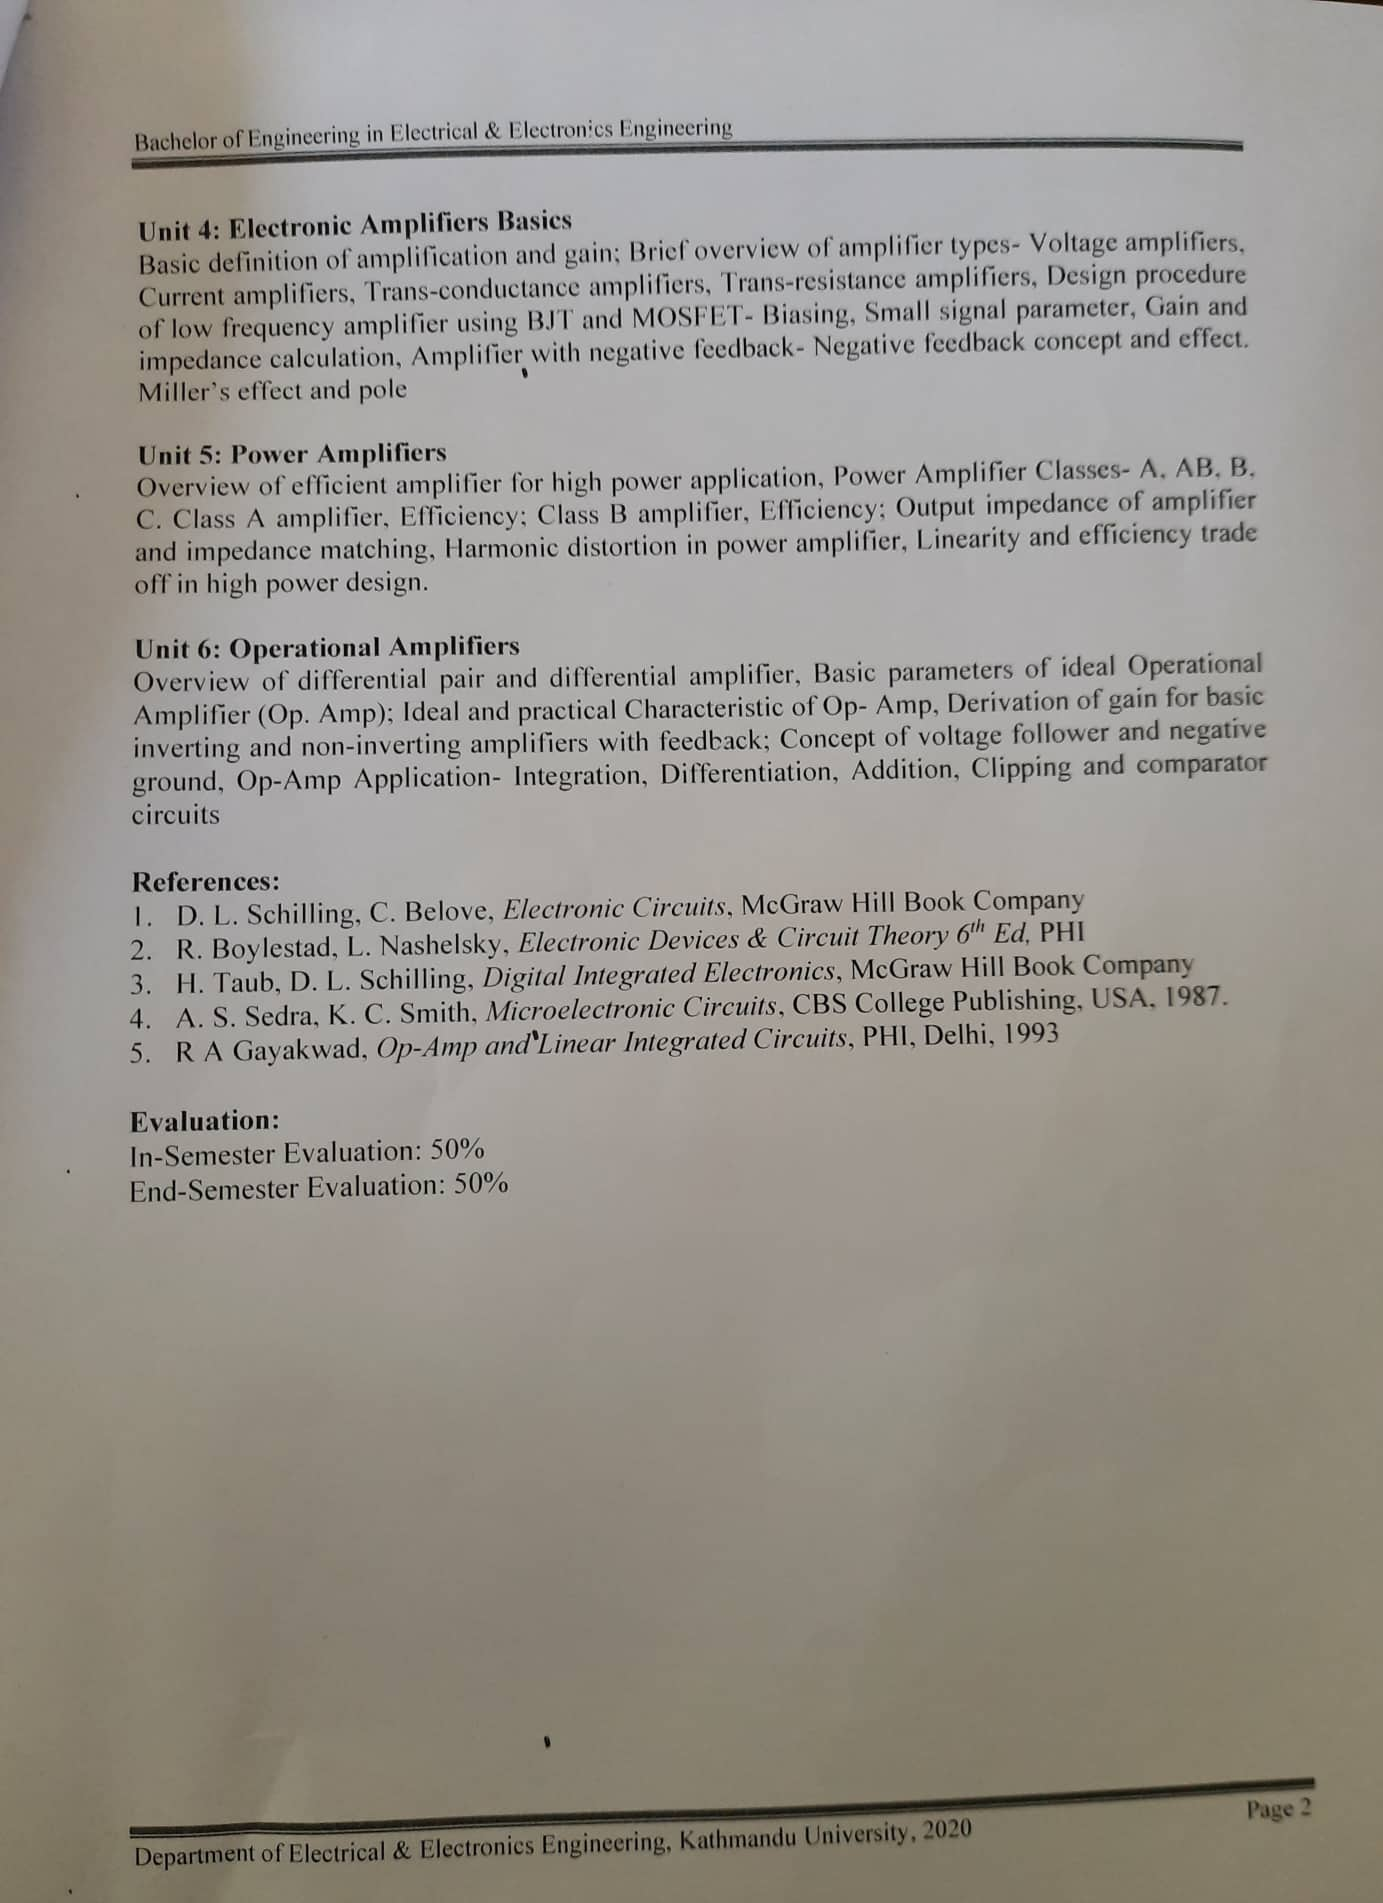 Bachelor of Engineering in Electrical & Electronics Engineering
Unit 4: Electronic Amplifiers Basics
Basic definition of amplification and gain; Brief overview of amplifier types- Voltage amplifiers,
Current amplifiers, Trans-conductance amplifiers, Trans-resistance amplifiers, Design procedure
of low frequency amplifier using BJT and MOSFET- Biasing, Small signal parameter, Gain and
impedance calculation, Amplifier with negative feedback- Negative feedback concept and effect.
Miller's effect and pole
Unit 5: Power Amplifiers
Overview of efficient amplifier for high power application, Power Amplifier Classes- A, AB, B,
C. Class A amplifier, Efficiency; Class B amplifier, Efficiency; Output impedance of amplifier
and impedance matching, Harmonic distortion in power amplifier, Linearity and efficiency trade
off in high power design.
Unit 6: Operational Amplifiers
Overview of differential pair and differential amplifier, Basic parameters of ideal Operational
Amplifier (Op. Amp); Ideal and practical Characteristic of Op- Amp, Derivation of gain for basic
inverting and non-inverting amplifiers with feedback; Concept of voltage follower and negative
ground, Op-Amp Application- Integration, Differentiation, Addition, Clipping and comparator
circuits
References:
1. D. L. Schilling, C. Belove, Electronic Circuits, McGraw Hill Book Company
2. R. Boylestad, L. Nashelsky, Electronic Devices & Circuit Theory 6th Ed, PHI
3. H. Taub, D. L. Schilling, Digital Integrated Electronics, McGraw Hill Book Company
4. A. S. Sedra, K. C. Smith, Microelectronic Circuits, CBS College Publishing, USA, 1987.
5. R A Gayakwad, Op-Amp and Linear Integrated Circuits, PHI, Delhi, 1993
Evaluation:
In-Semester Evaluation: 50%
End-Semester Evaluation: 50%
Page 2
Department of Electrical & Electronics Engineering, Kathmandu University, 2020